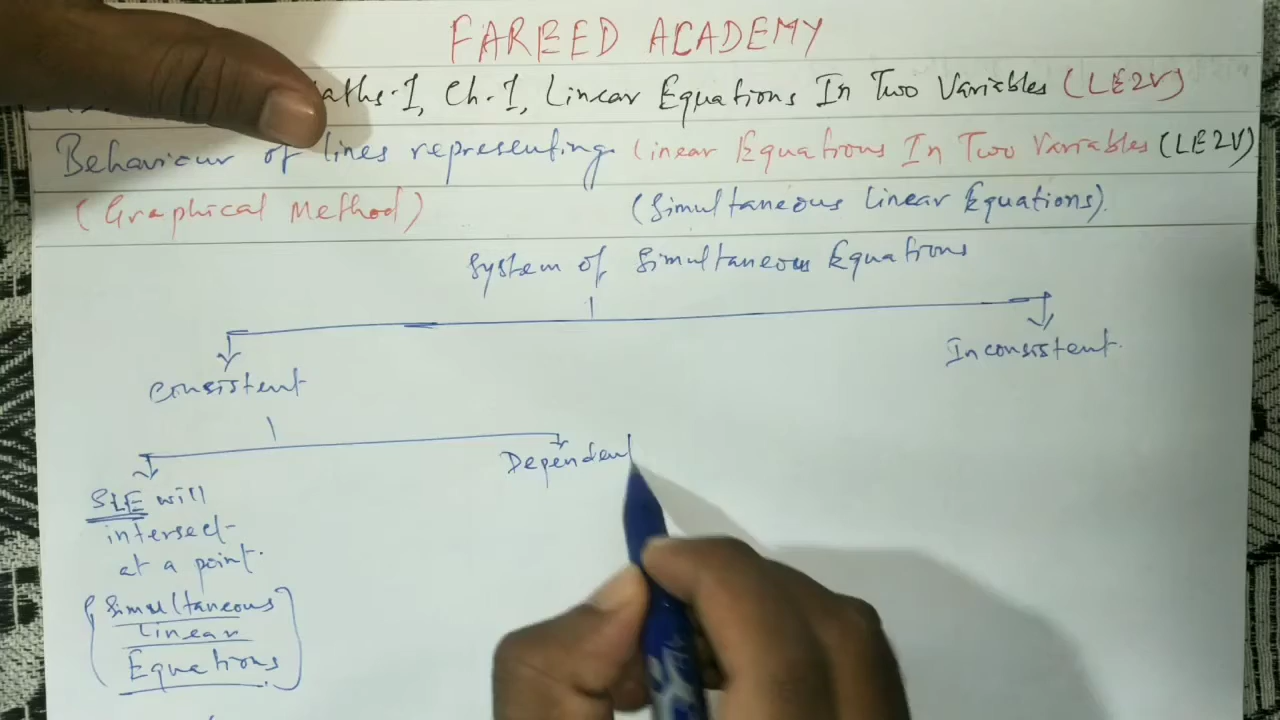 FAREED ACADEMY
aths-I, Ch-I, Linear Equations In Two Variables (LE2V)
Behaviour of lines representing Linear Equations In Two Variables (LE2V)
(Graphical Method) (Simultaneous Linear Equations).
System of Simultaneous Equations
Inconsistent.
Consistent
Dependent
SLE will
intersect
at a point.
(Simultaneous
Linear
Equations)